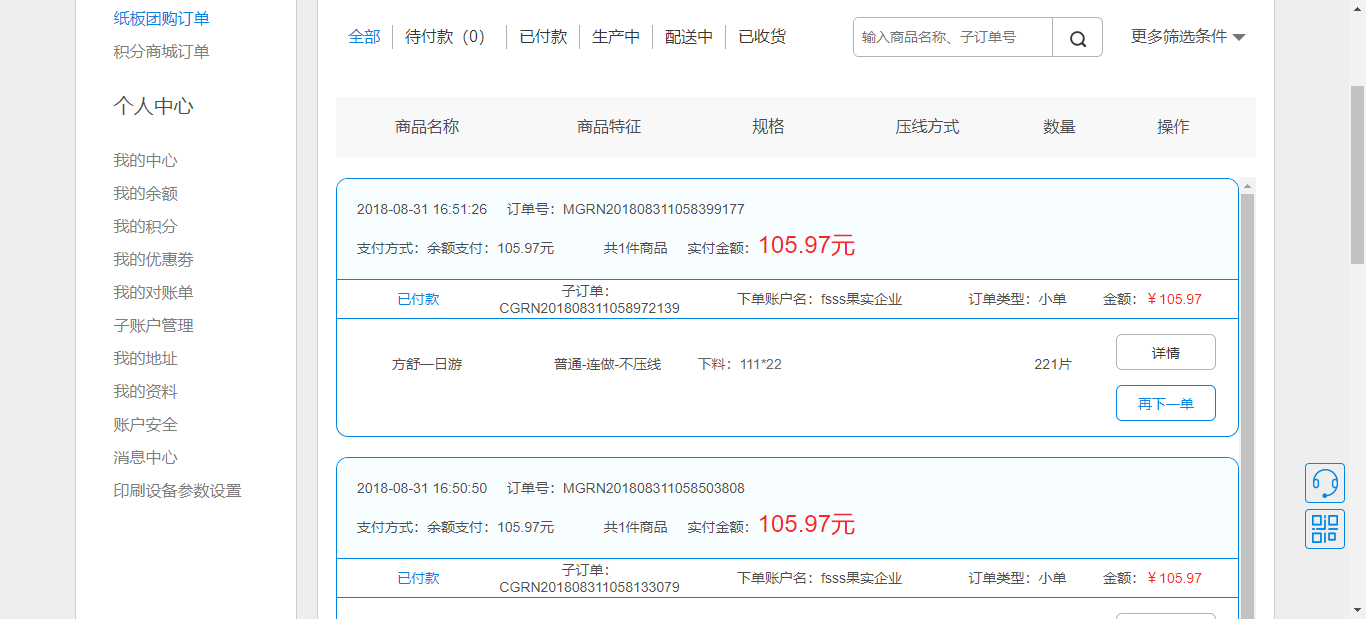 纸板团购订单
积分商城订单
个人中心
我的中心
我的余额
我的积分
我的优惠券
我的对账单
子账户管理
我的地址
我的资料
账户安全
消息中心
印刷设备参数设置
全部 待付款（0） 已付款 生产中 配送中 已收货 输入商品名称、子订单号 更多筛选条件
商品名称 商品特征 规格 压线方式 数量 操作
2018-08-31 16:51:26 订单号：MGRN201808311058399177
支付方式：余额支付：105.97元 共1件商品 实付金额：105.97元
已付款 子订单：CGRN201808311058972139 下单账户名：fsss果实企业 订单类型：小单 金额：￥105.97
方舒一日游 普通-连做-不压线 下料：111*22 221片 详情
再下一单
2018-08-31 16:50:50 订单号：MGRN201808311058503808
支付方式：余额支付：105.97元 共1件商品 实付金额：105.97元
已付款 子订单：CGRN201808311058133079 下单账户名：fsss果实企业 订单类型：小单 金额：￥105.97